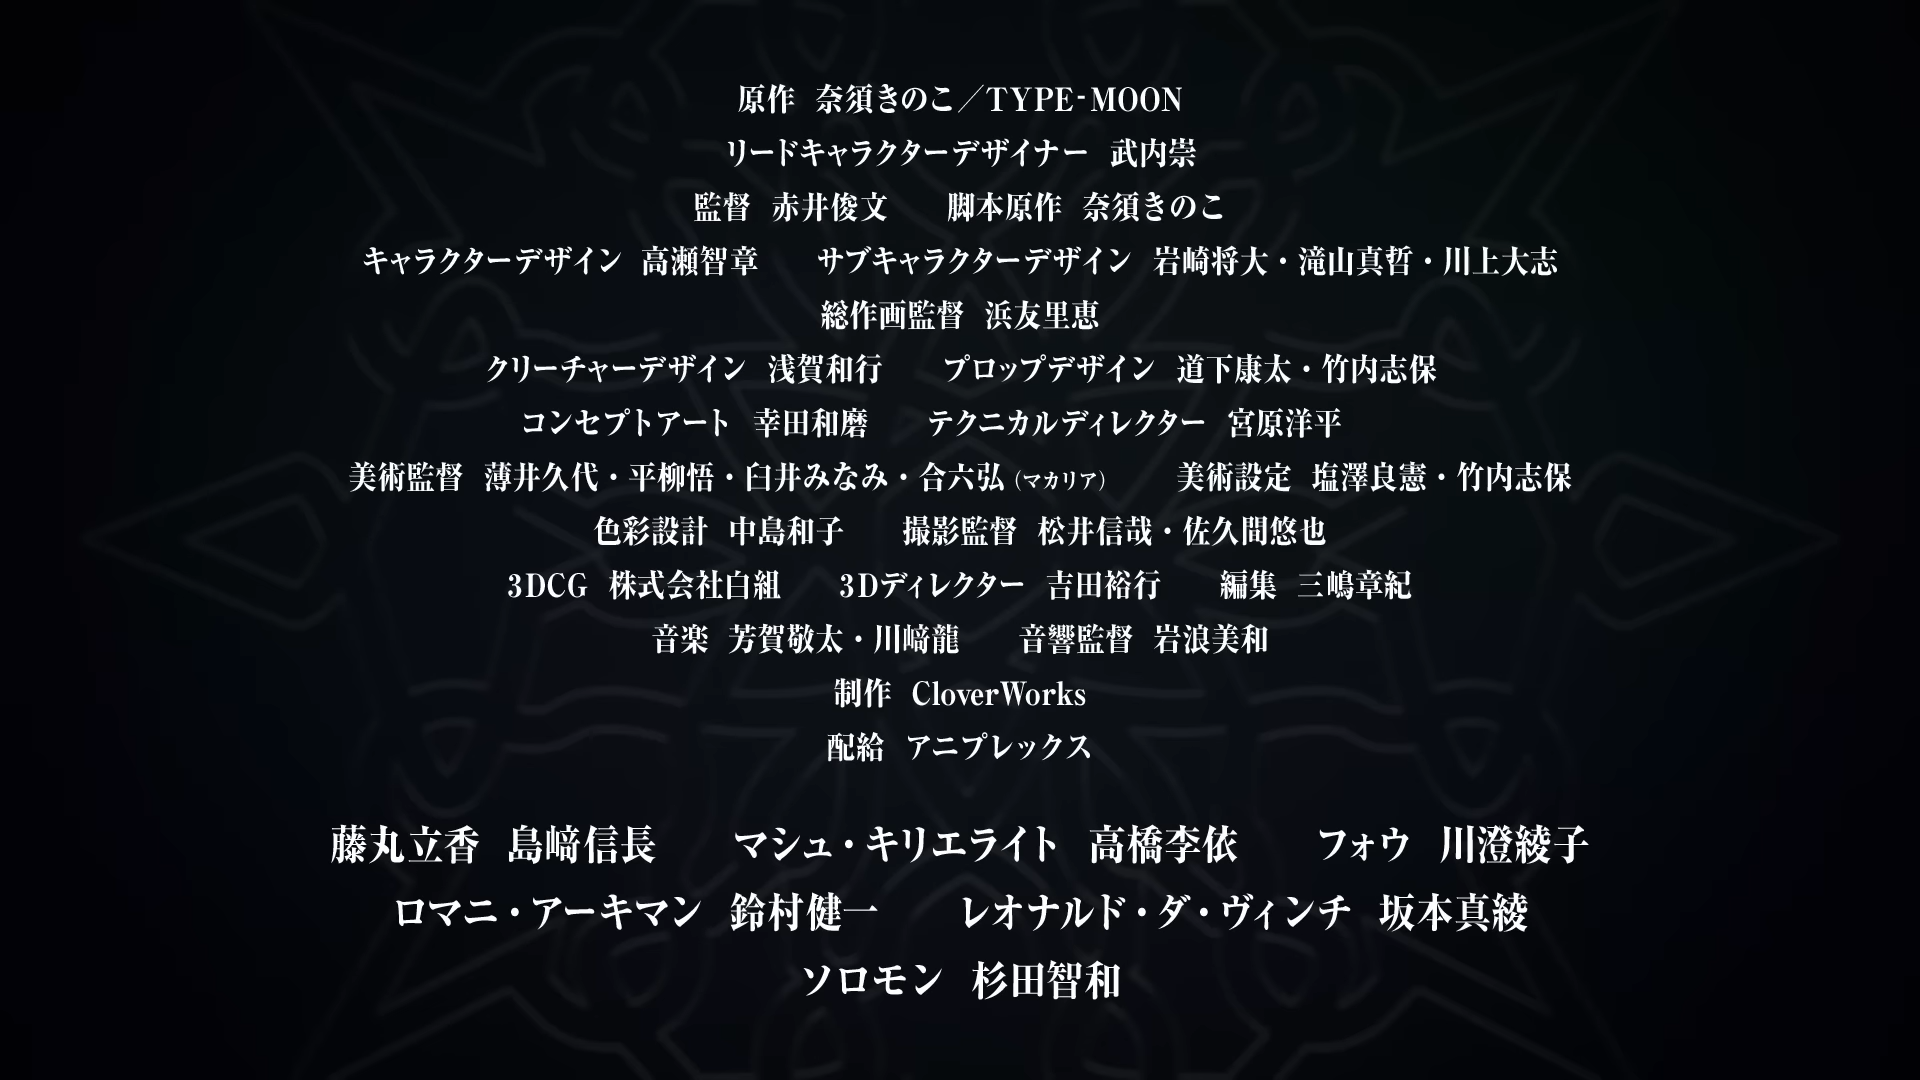 原作 奈須きのこ／TYPE-MOON
リードキャラクターデザイナー 武内崇
監督 赤井俊文 脚本原作 奈須きのこ
キャラクターデザイン 高瀬智章 サブキャラクターデザイン 岩崎将大・滝山真哲・川上大志
総作画監督 浜友里恵
クリーチャーデザイン 浅賀和行 プロップデザイン 道下康太・竹内志保
コンセプトアート 幸田和磨 テクニカルディレクター 宮原洋平
美術監督 薄井久代・平柳悟・臼井みなみ・合六弘（マカリア） 美術設定 塩澤良憲・竹内志保
色彩設計 中島和子 撮影監督 松井信哉・佐久間悠也
3DCG 株式会社白組 3Dディレクター 吉田裕行 編集 三嶋章紀
音楽 芳賀敬太・川﨑龍 音響監督 岩浪美和
制作 CloverWorks
配給 アニプレックス
藤丸立香 島﨑信長 マシュ・キリエライト 高橋李依 フォウ 川澄綾子
ロマニ・アーキマン 鈴村健一 レオナルド・ダ・ヴィンチ 坂本真綾
ソロモン 杉田智和